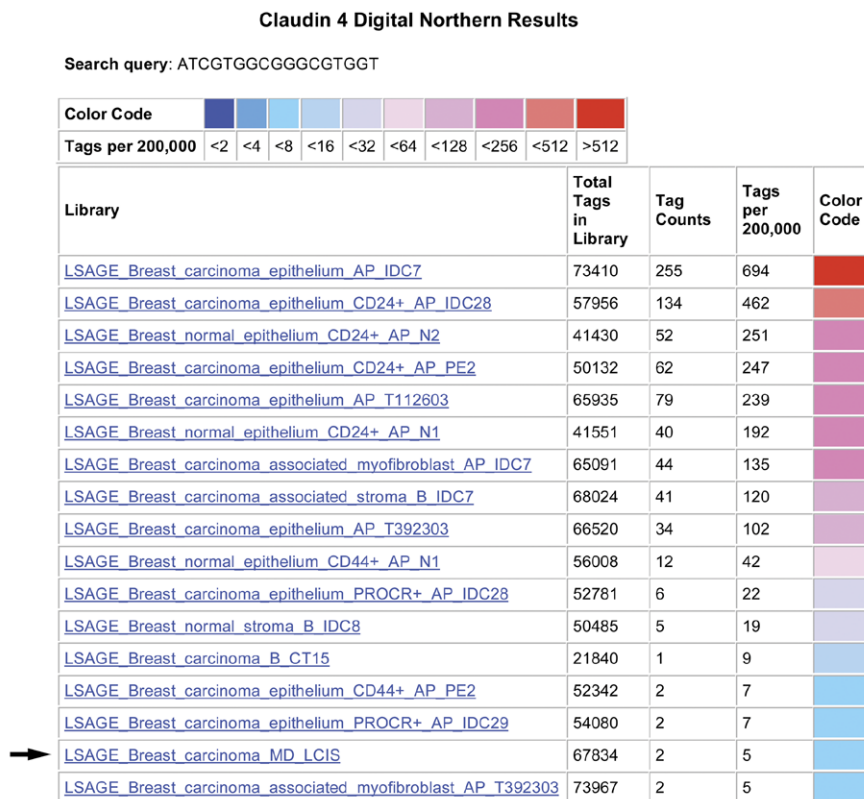 Claudin 4 Digital Northern Results
Search query: ATCGTGGCGGGCGTGGT
Color Code
Tags per 200,000 <2 <4 <8 <16 <32 <64 <128 <256 <512 >512
Library Total Tags in Library Tag Counts Tags per 200,000 Color Code
LSAGE_Breast_carcinoma_epithelium_AP_IDC7 73410 255 694
LSAGE_Breast_carcinoma_epithelium_CD24+_AP_IDC28 57956 134 462
LSAGE_Breast_normal_epithelium_CD24+_AP_N2 41430 52 251
LSAGE_Breast_carcinoma_epithelium_CD24+_AP_PE2 50132 62 247
LSAGE_Breast_carcinoma_epithelium_AP_T112603 65935 79 239
LSAGE_Breast_normal_epithelium_CD24+_AP_N1 41551 40 192
LSAGE_Breast_carcinoma_associated_myofibroblast_AP_IDC7 65091 44 135
LSAGE_Breast_carcinoma_associated_stroma_B_IDC7 68024 41 120
LSAGE_Breast_carcinoma_epithelium_AP_T392303 66520 34 102
LSAGE_Breast_normal_epithelium_CD44+_AP_N1 56008 12 42
LSAGE_Breast_carcinoma_epithelium_PROCR+_AP_IDC28 52781 6 22
LSAGE_Breast_normal_stroma_B_IDC8 50485 5 19
LSAGE_Breast_carcinoma_B_CT15 21840 1 9
LSAGE_Breast_carcinoma_epithelium_CD44+_AP_PE2 52342 2 7
LSAGE_Breast_carcinoma_epithelium_PROCR+_AP_IDC29 54080 2 7
LSAGE_Breast_carcinoma_MD_LCIS 67834 2 5
LSAGE_Breast_carcinoma_associated_myofibroblast_AP_T392303 73967 2 5